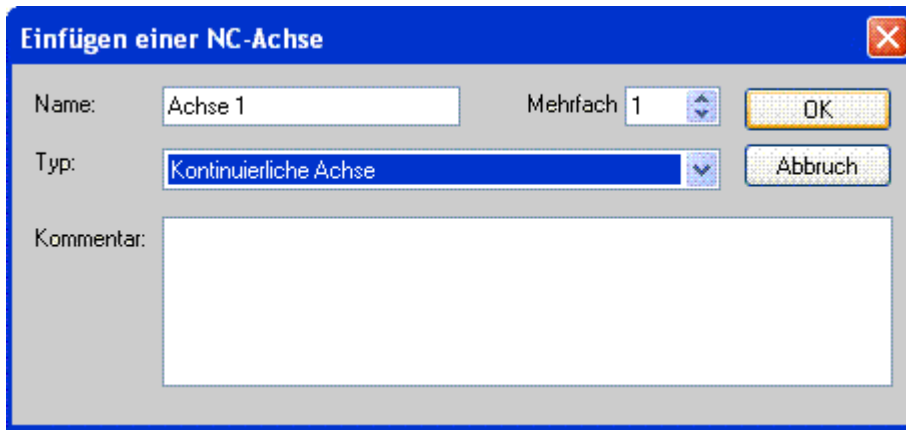 Einfügen einer NC-Achse
Name: Achse 1 Mehrfach 1 OK
Typ: Kontinuierliche Achse Abbruch
Kommentar: